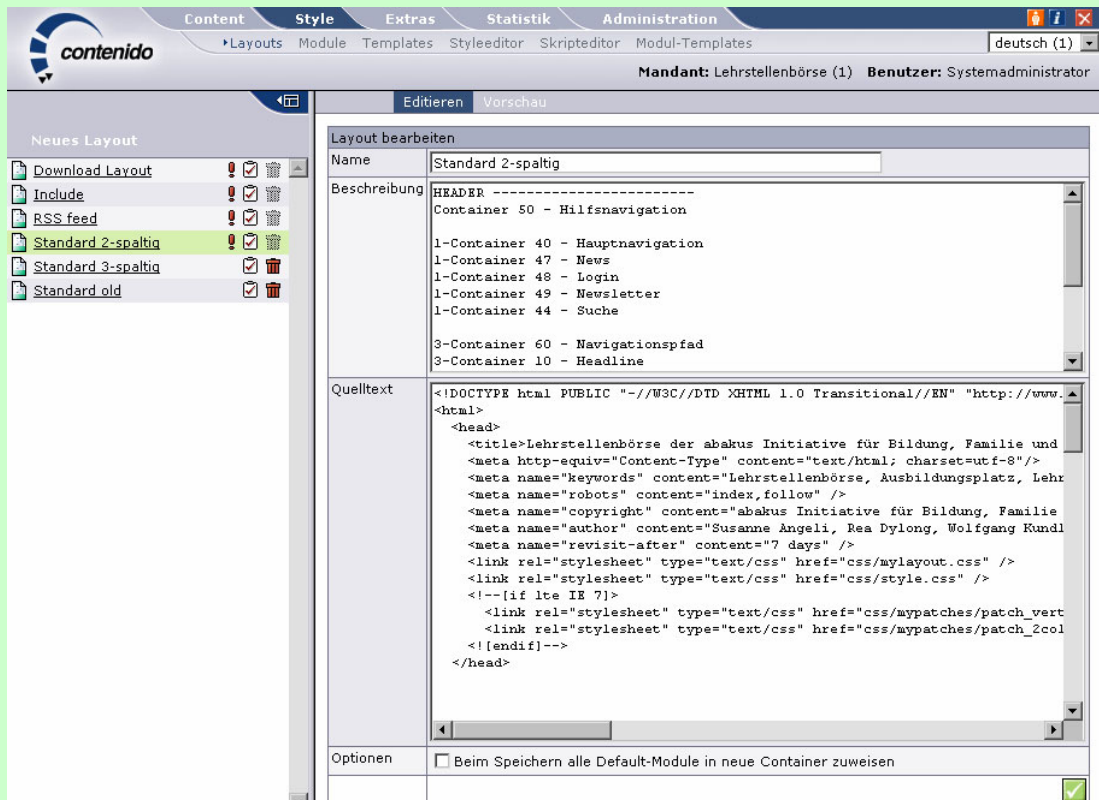 Content Style Extras Statistik Administration
contenido
Layouts Module Templates Styleeditor Skripteditor Modul-Templates
deutsch (1)
Mandant: Lehrstellenbörse (1) Benutzer: Systemadministrator
Editieren Vorschau
Neues Layout
Download Layout
Include
RSS feed
Standard 2-spaltig
Standard 3-spaltig
Standard old
Layout bearbeiten
Name
Standard 2-spaltig
Beschreibung
HEADER ------------------------
Container 50 - Hilfsnavigation
1-Container 40 - Hauptnavigation
1-Container 47 - News
1-Container 48 - Login
1-Container 49 - Newsletter
1-Container 44 - Suche
3-Container 60 - Navigationspfad
3-Container 10 - Headline
Quelltext
<!DOCTYPE html PUBLIC "-//W3C//DTD XHTML 1.0 Transitional//EN" "http://www.
<html>
<head>
<title>Lehrstellenbörse der abakus Initiative für Bildung, Familie und
<meta http-equiv="Content-Type" content="text/html; charset=utf-8"/>
<meta name="keywords" content="Lehrstellenbörse, Ausbildungsplatz, Lehr
<meta name="robots" content="index,follow" />
<meta name="copyright" content="abakus Initiative für Bildung, Familie
<meta name="author" content="Susanne Angeli, Rea Dylong, Wolfgang Kundl
<meta name="revisit-after" content="7 days" />
<link rel="stylesheet" type="text/css" href="css/mylayout.css" />
<link rel="stylesheet" type="text/css" href="css/style.css" />
<!--[if lte IE 7]>
<link rel="stylesheet" type="text/css" href="css/mypatches/patch_vert
<link rel="stylesheet" type="text/css" href="css/mypatches/patch_2col
<![endif]-->
</head>
Optionen
Beim Speichern alle Default-Module in neue Container zuweisen